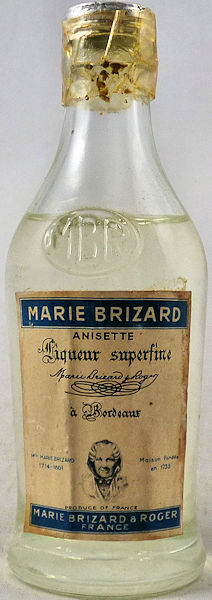 MBR
MARIE BRIZARD
ANISETTE
Liqueur superfine
Marie Brizard & Roger
à Bordeaux
Mme MARIE BRIZARD Maison Fondée
1714-1801 en 1755
PRODUCE OF FRANCE
MARIE BRIZARD & ROGER
FRANCE